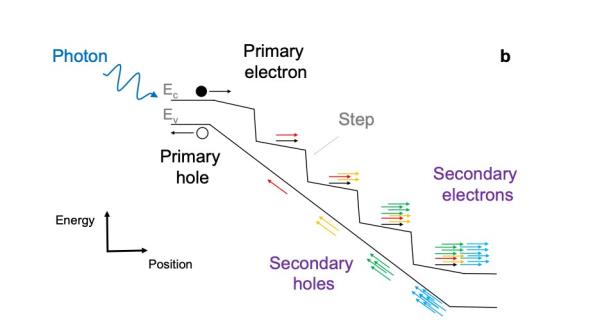 Photon
Primary
electron
b
E_c
E_v
Step
Primary
hole
Secondary
electrons
Energy
Position
Secondary
holes